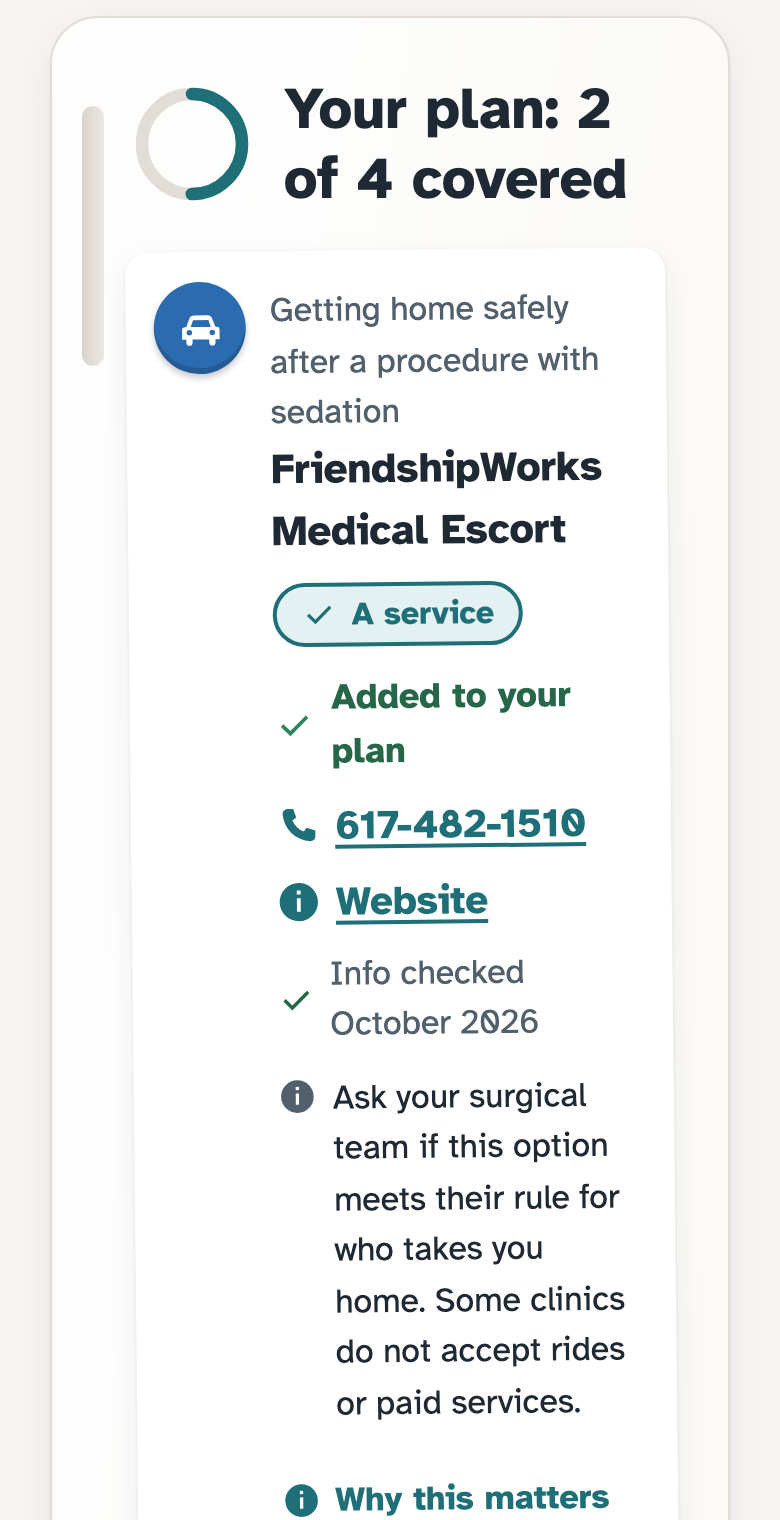 Your plan: 2
of 4 covered
Getting home safely
after a procedure with
sedation
FriendshipWorks
Medical Escort
A service
Added to your
plan
617-482-1510
Website
Info checked
October 2026
Ask your surgical
team if this option
meets their rule for
who takes you
home. Some clinics
do not accept rides
or paid services.
Why this matters